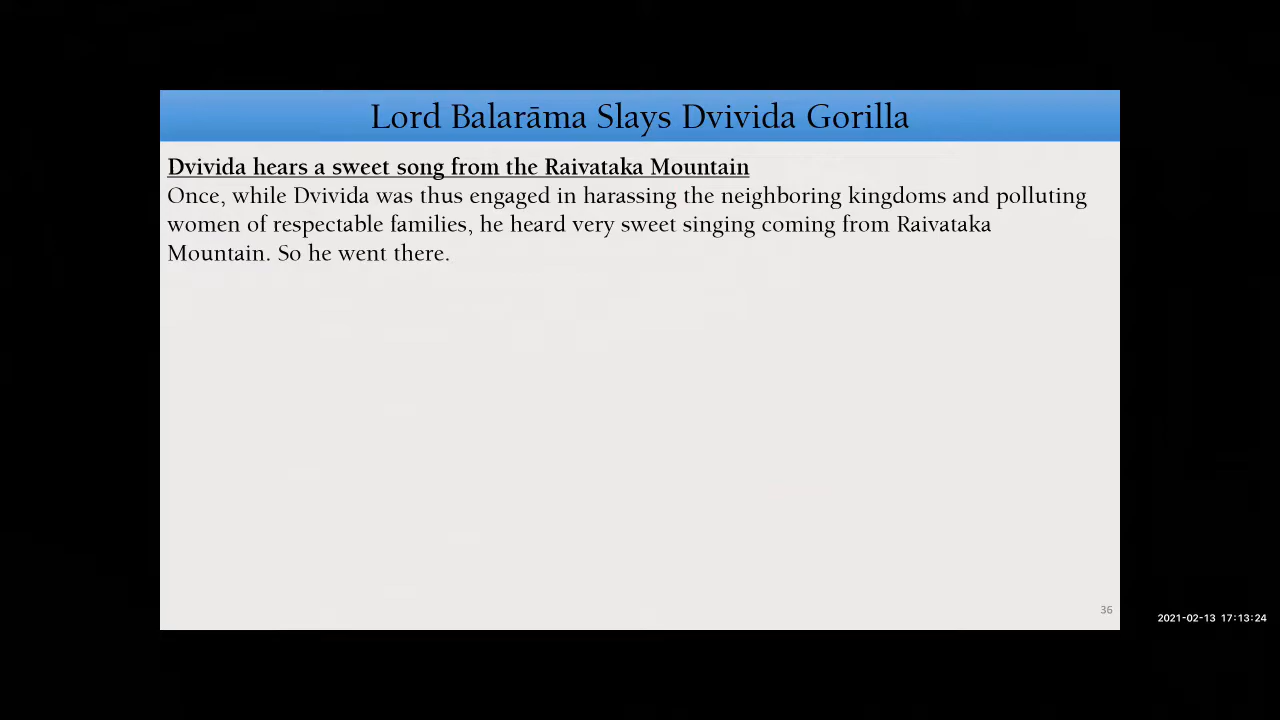 Lord Balarāma Slays Dvivida Gorilla
Dvivida hears a sweet song from the Raivataka Mountain
Once, while Dvivida was thus engaged in harassing the neighboring kingdoms and polluting
women of respectable families, he heard very sweet singing coming from Raivataka
Mountain. So he went there.
36
2021-02-13 17:13:24